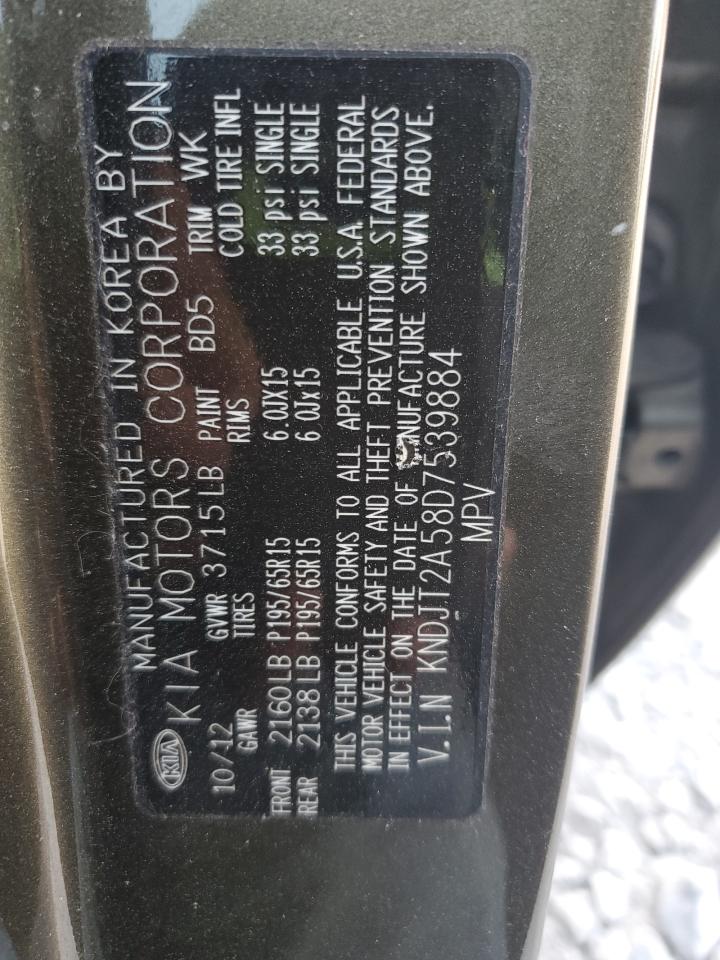 MANUFACTURED IN KOREA BY
KIA KIA MOTORS CORPORATION
10/12 GVWR 3715LB PAINT BD5 TRIM WK
GAWR TIRES RIMS COLD TIRE INFL
FRONT 2160LB P195/65R15 6.0JX15 33 psi SINGLE
REAR 2138LB P195/65R15 6.0Jx15 33 psi SINGLE
THIS VEHICLE CONFORMS TO ALL APPLICABLE U.S.A. FEDERAL
MOTOR VEHICLE SAFETY AND THEFT PREVENTION STANDARDS
IN EFFECT ON THE DATE OF MANUFACTURE SHOWN ABOVE.
V.I.N KNDJT2A58D7539884
MPV